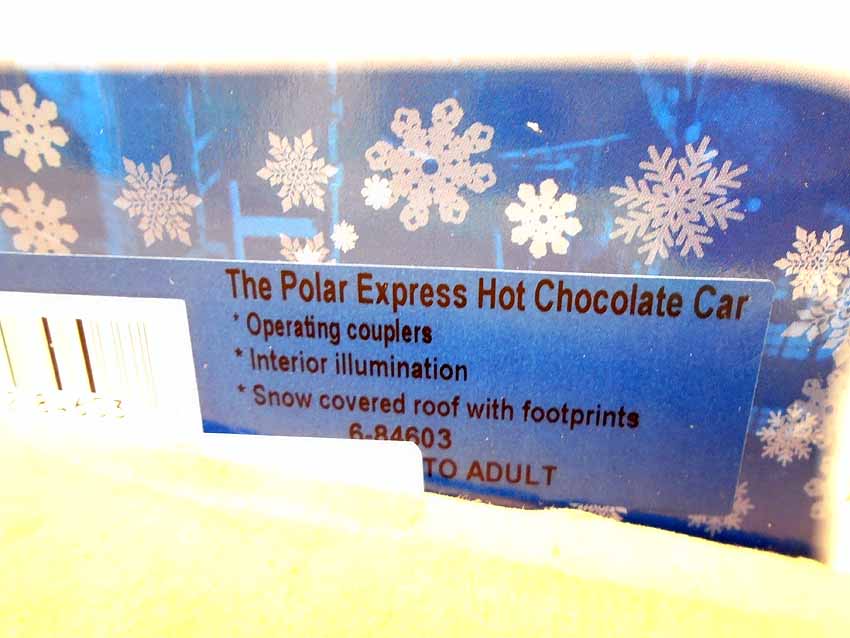 The Polar Express Hot Chocolate Car
* Operating couplers
* Interior illumination
* Snow covered roof with footprints
6-84603
TO ADULT